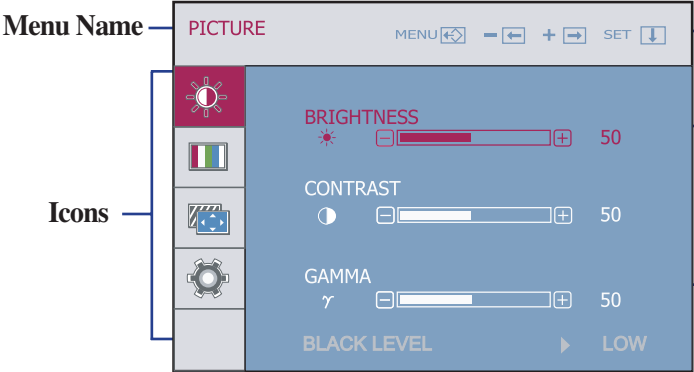 Menu Name
PICTURE MENU - + SET
BRIGHTNESS
50
CONTRAST
Icons
50
GAMMA
γ 50
BLACK LEVEL LOW